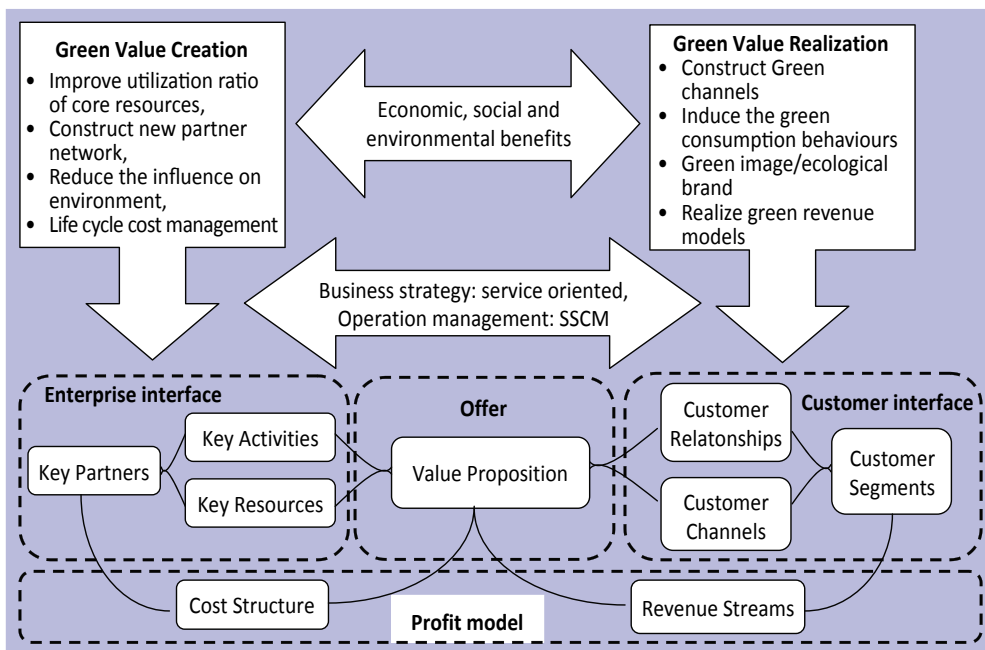 Green Value Creation
• Improve utilization ratio
of core resources,
• Construct new partner
network,
• Reduce the influence on
environment,
• Life cycle cost management
Economic, social and
environmental benefits
Green Value Realization
• Construct Green
channels
• Induce the green
consumption behaviours
• Green image/ecological
brand
• Realize green revenue
models
Business strategy: service oriented,
Operation management: SSCM
Enterprise interface
Key Partners
Key Activities
Key Resources
Offer
Value Proposition
Customer interface
Customer
Relatonships
Customer
Channels
Customer
Segments
Cost Structure
Profit model
Revenue Streams